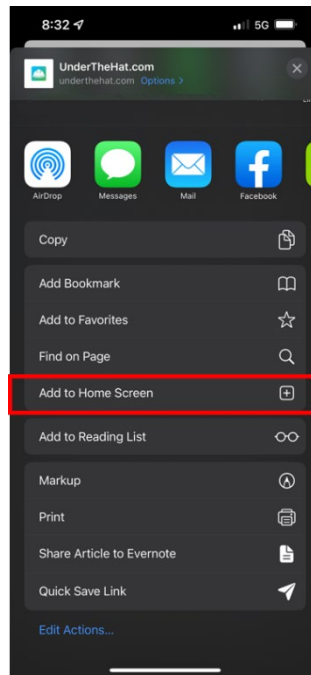 8:32
5G
UnderTheHat.com
underthehat.com Options >
AirDrop
Messages
Mail
Facebook
Copy
Add Bookmark
Add to Favorites
Find on Page
Add to Home Screen
Add to Reading List
Markup
Print
Share Article to Evernote
Quick Save Link
Edit Actions...